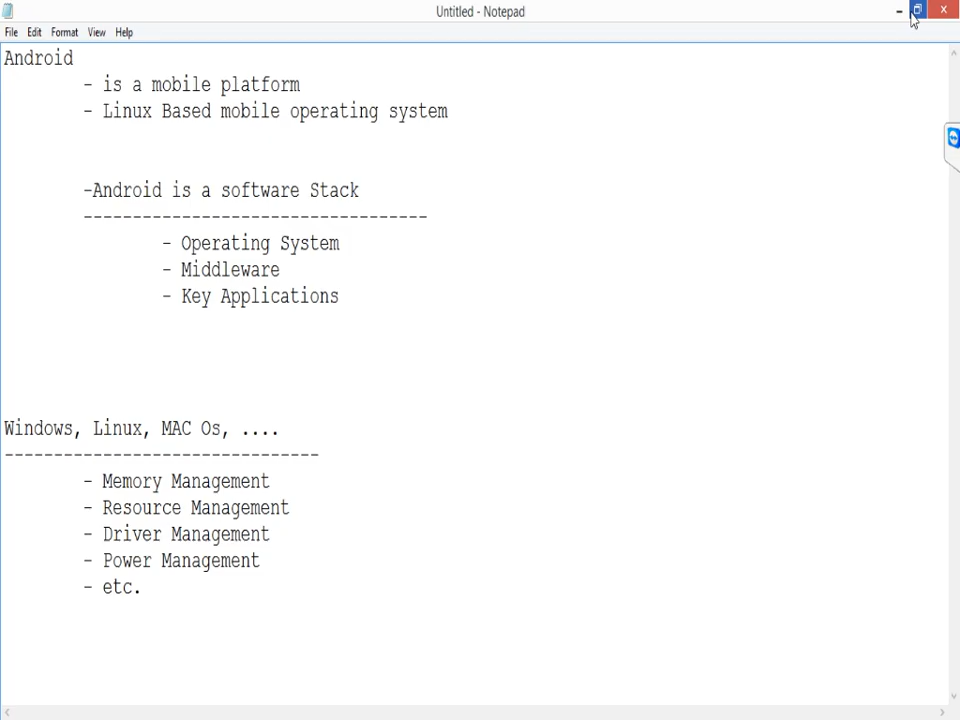 Untitled - Notepad
File Edit Format View Help
Android
- is a mobile platform
- Linux Based mobile operating system
-Android is a software Stack
-----------------------------------
- Operating System
- Middleware
- Key Applications
Windows, Linux, MAC Os, ....
--------------------------------
- Memory Management
- Resource Management
- Driver Management
- Power Management
- etc.